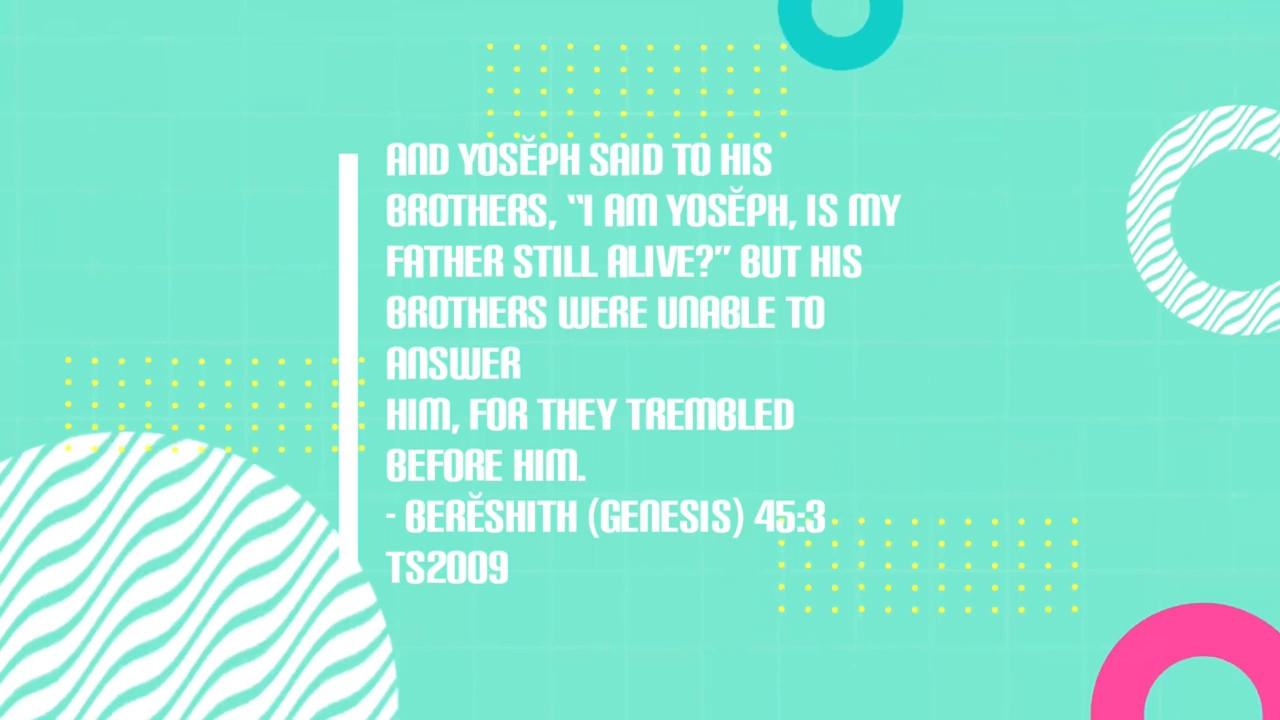 AND YOSĔPH SAID TO HIS
BROTHERS, “I AM YOSĔPH, IS MY
FATHER STILL ALIVE?” BUT HIS
BROTHERS WERE UNABLE TO
ANSWER
HIM, FOR THEY TREMBLED
BEFORE HIM.
- BERĔSHITH (GENESIS) 45:3
TS2009